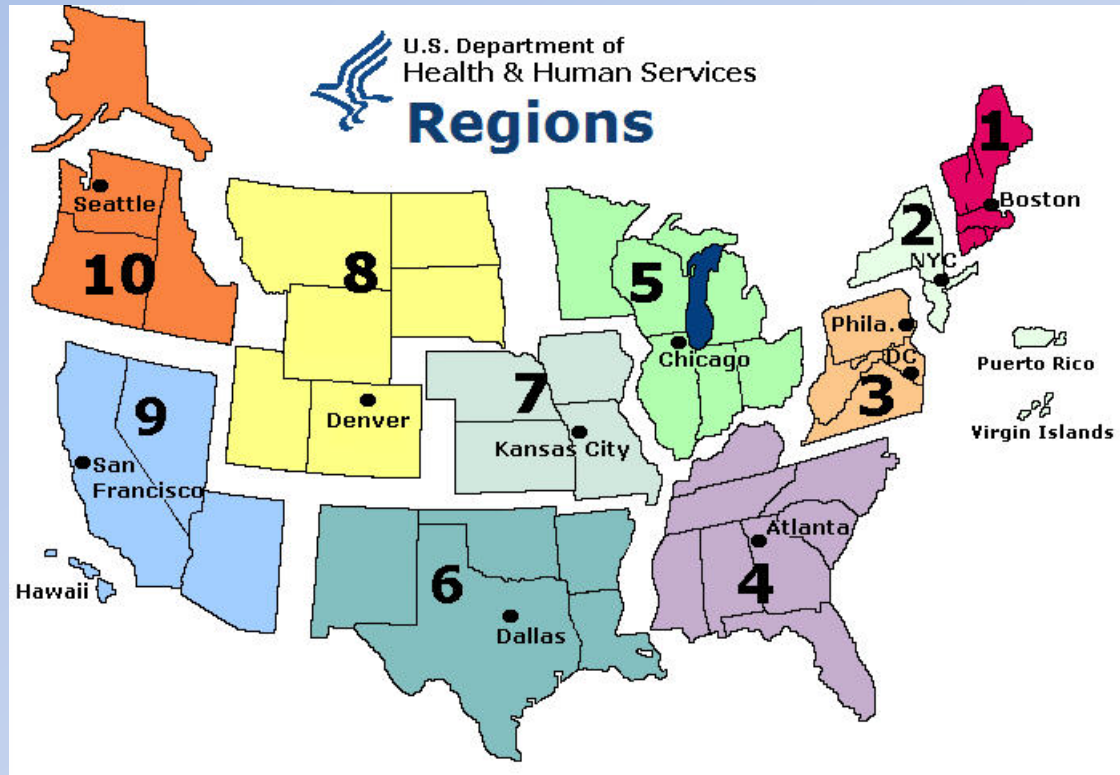 U.S. Department of
Health & Human Services
Regions
1
Boston
Seattle
2
NYC
10
8
5
Phila.
Chicago
DC
Puerto Rico
3
7
Denver
Kansas City
Virgin Islands
9
San
Francisco
Atlanta
Hawaii
6
4
Dallas